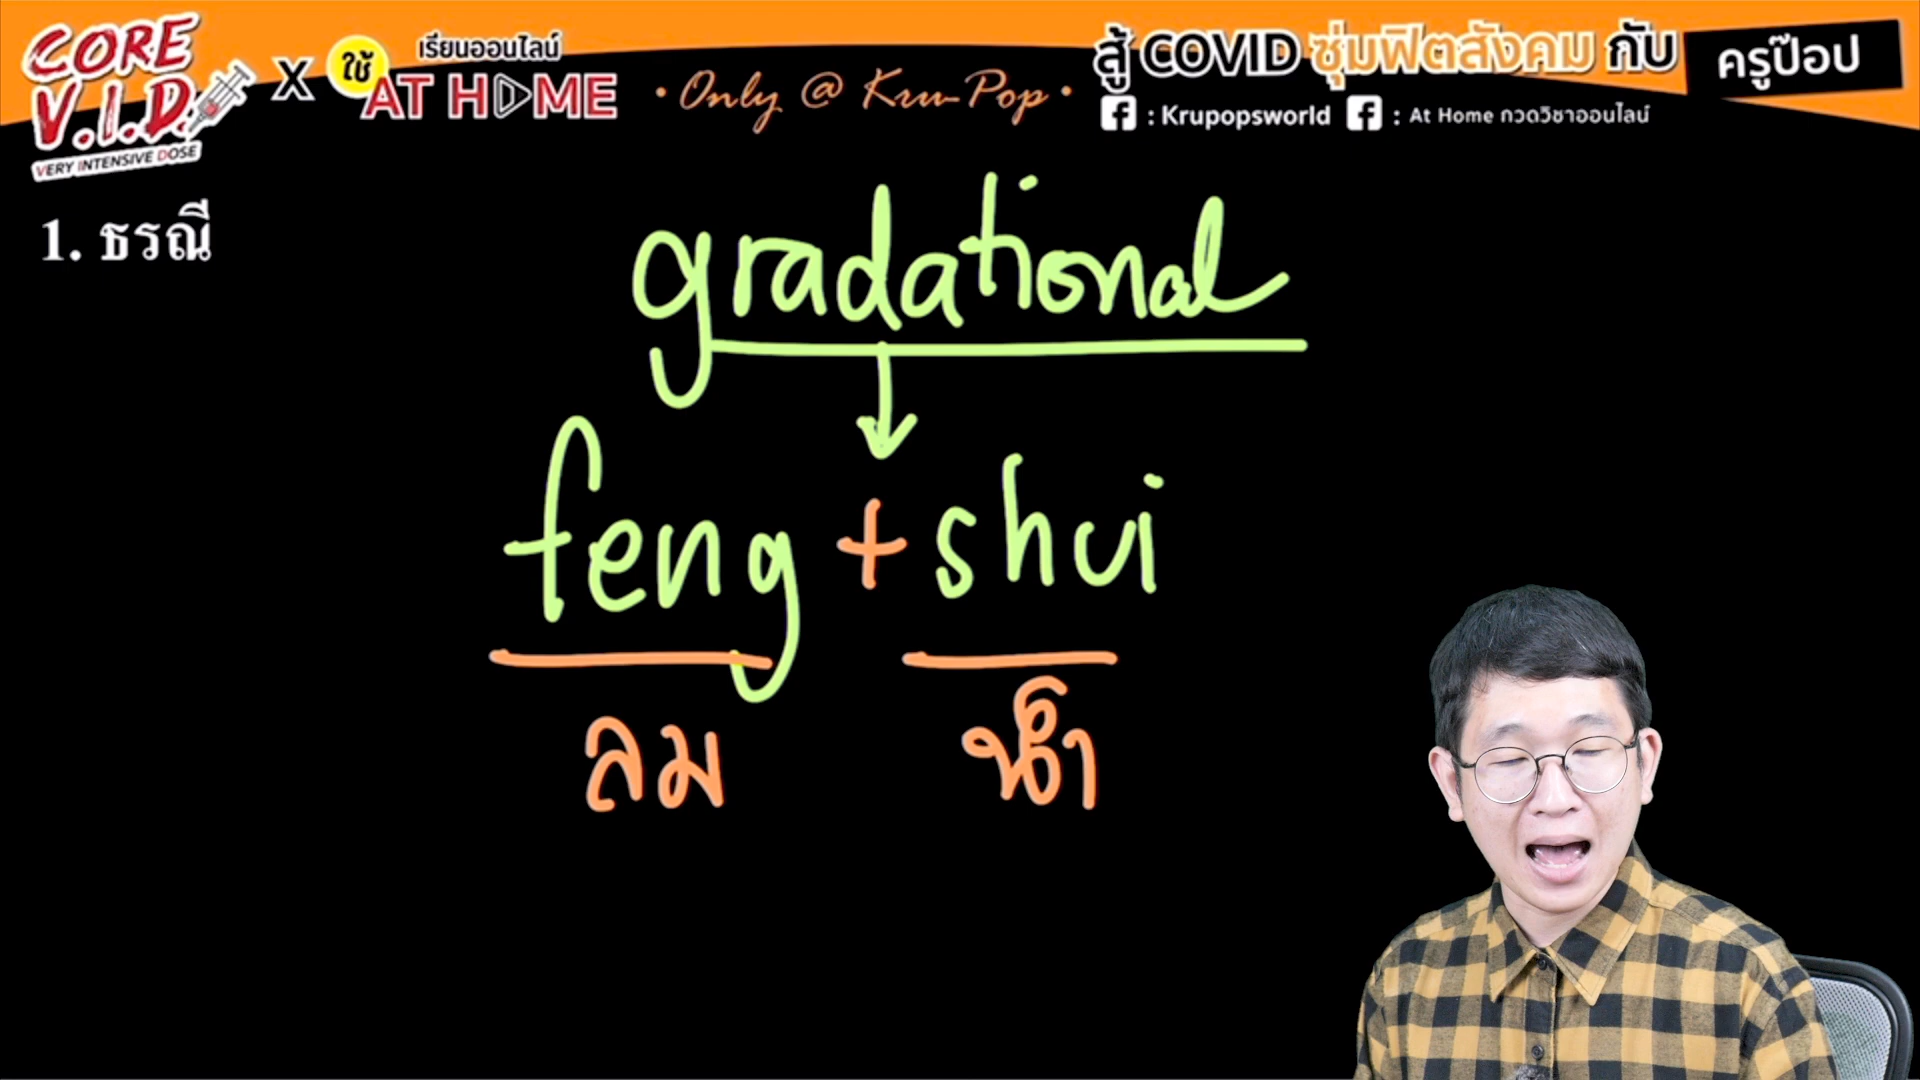 CORE
V.I.D.
VERY INTENSIVE DOSE
X
ใช้
เรียนออนไลน์
AT HOME
• Only @ Kru-Pop •
สู้ COVID ซุ่มฟิตสังคม กับ ครูป๊อป
: Krupopsworld : At Home กวดวิชาออนไลน์
1. ธรณี
gradational
feng + shui
ลม น้ำ